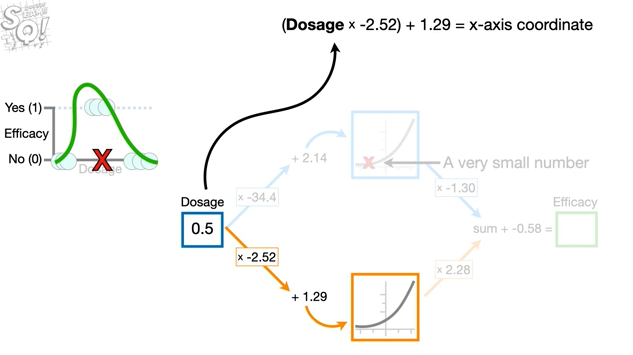 SQ!
(Dosage x -2.52) + 1.29 = x-axis coordinate
Yes (1)
Efficacy
No (0)
Dosage
+ 2.14
A very small number
x -34.4
x -1.30
Dosage
0.5
Efficacy
sum + -0.58 =
x -2.52
x 2.28
+ 1.29